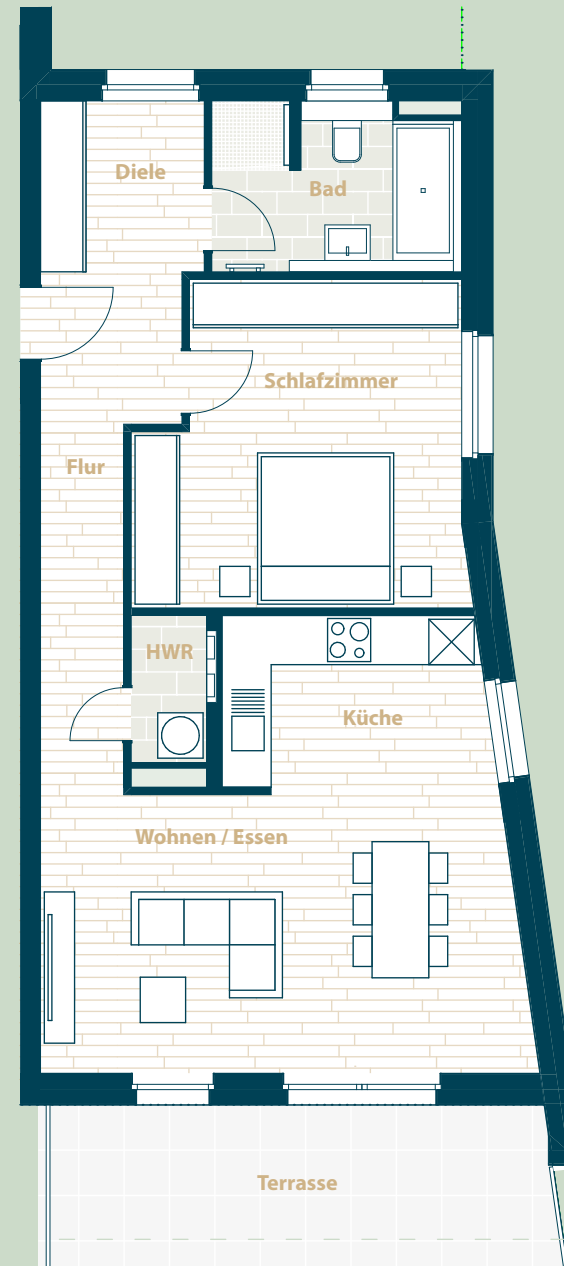 Diele
Bad
Schlafzimmer
Flur
HWR
Küche
Wohnen / Essen
Terrasse